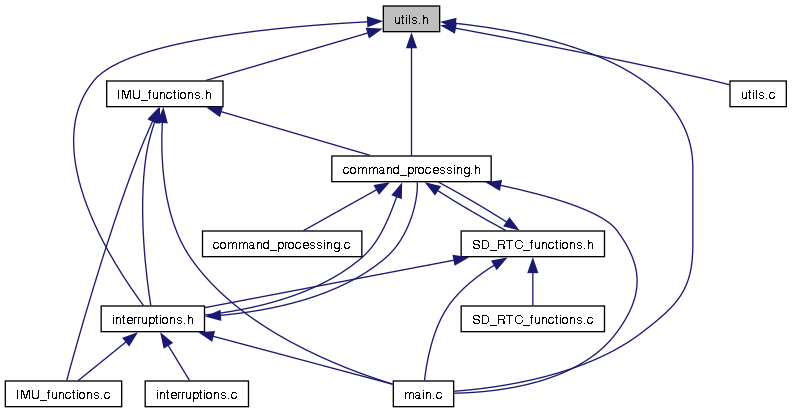 utils.h
IMU_functions.h
utils.c
command_processing.h
command_processing.c
SD_RTC_functions.h
interruptions.h
SD_RTC_functions.c
IMU_functions.c
interruptions.c
main.c